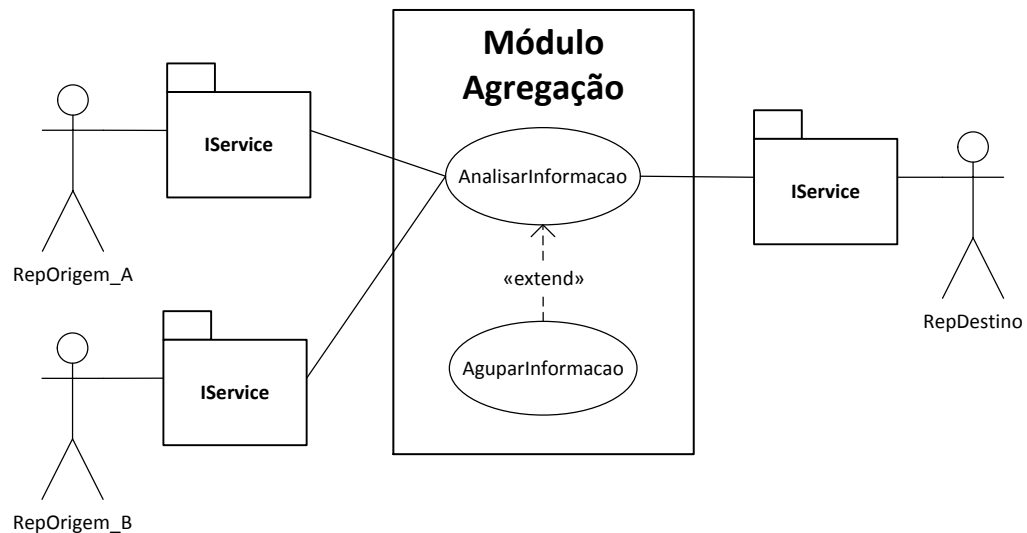 Módulo
Agregação
IService
AnalisarInformacao
IService
RepOrigem_A
«extend»
RepDestino
IService
AguparInformacao
RepOrigem_B